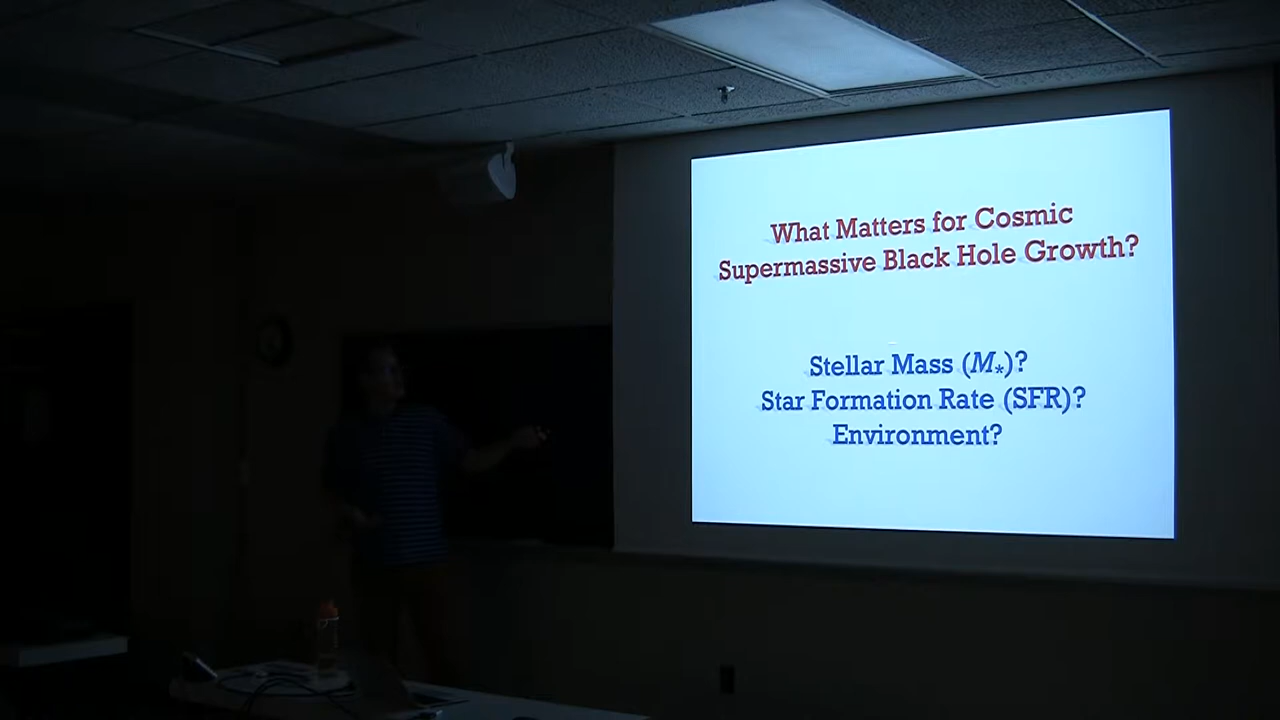 What Matters for Cosmic
Supermassive Black Hole Growth?
Stellar Mass (M*)?
Star Formation Rate (SFR)?
Environment?